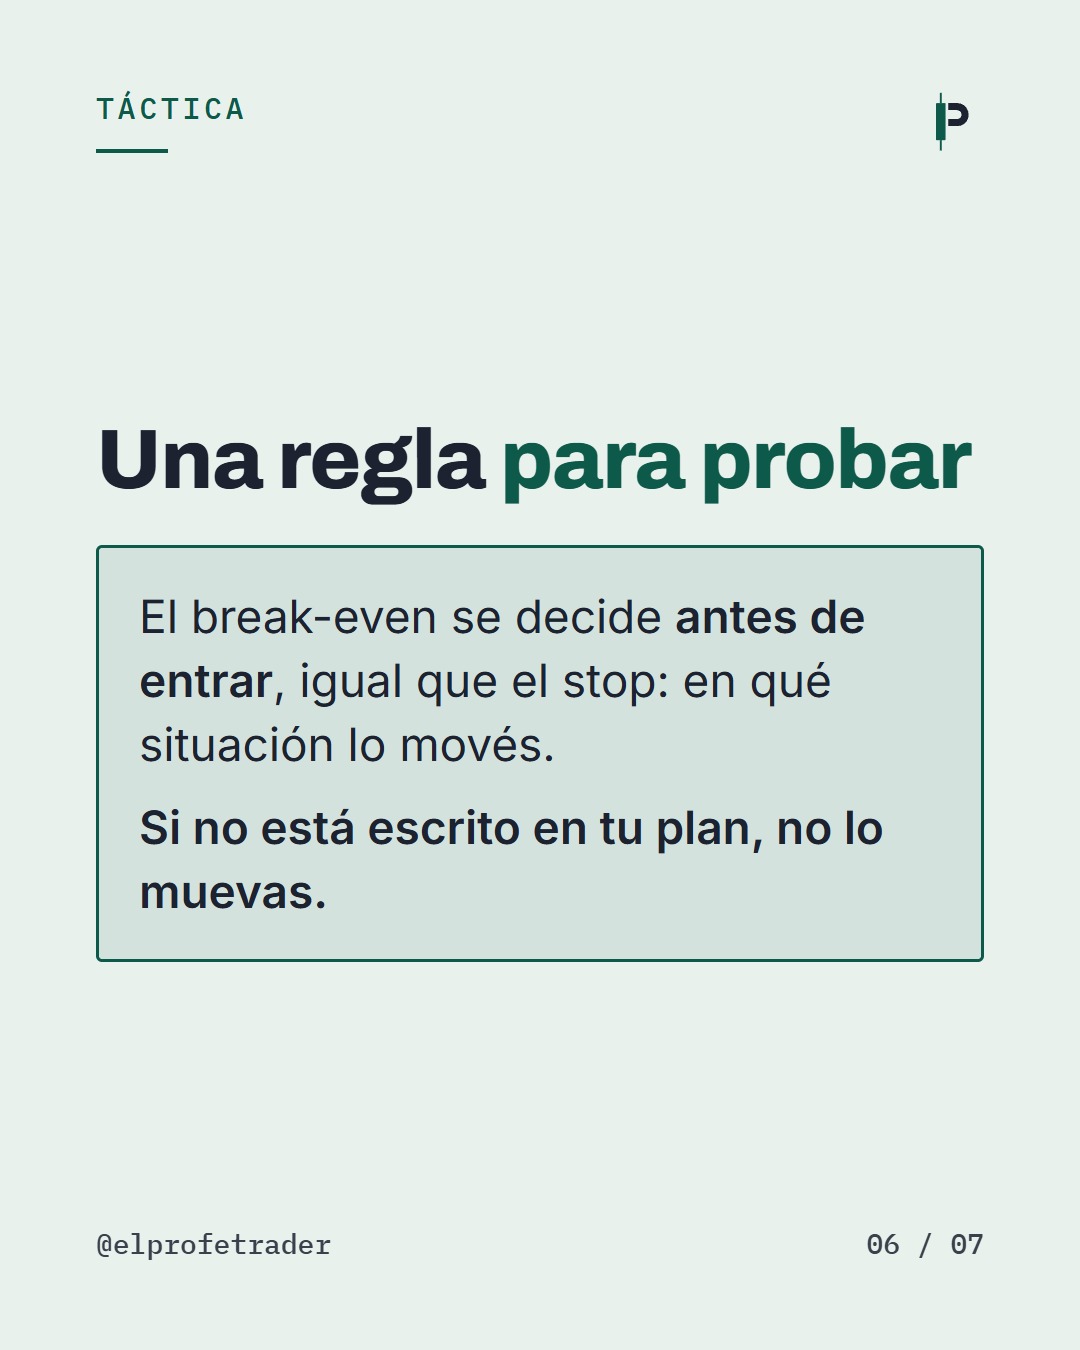 TÁCTICA
P
Una regla para probar
El break-even se decide antes de
entrar, igual que el stop: en qué
situación lo movés.
Si no está escrito en tu plan, no lo
muevas.
@elprofetrader
06 / 07